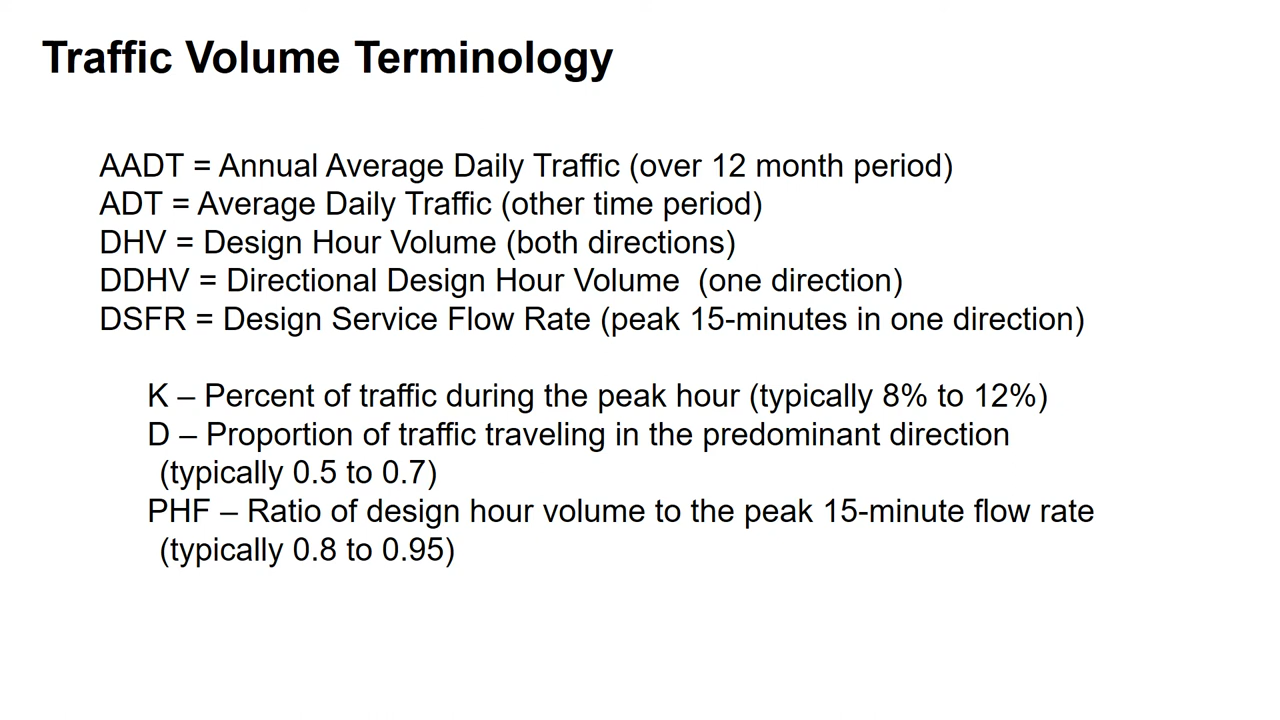 Traffic Volume Terminology
AADT = Annual Average Daily Traffic (over 12 month period)
ADT = Average Daily Traffic (other time period)
DHV = Design Hour Volume (both directions)
DDHV = Directional Design Hour Volume  (one direction)
DSFR = Design Service Flow Rate (peak 15-minutes in one direction)
K – Percent of traffic during the peak hour (typically 8% to 12%)
D – Proportion of traffic traveling in the predominant direction
(typically 0.5 to 0.7)
PHF – Ratio of design hour volume to the peak 15-minute flow rate
(typically 0.8 to 0.95)